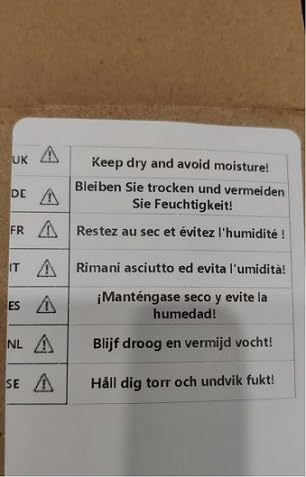 UK ⚠ Keep dry and avoid moisture!
DE ⚠ Bleiben Sie trocken und vermeiden
Sie Feuchtigkeit!
FR ⚠ Restez au sec et évitez l'humidité !
IT ⚠ Rimani asciutto ed evita l'umidità!
ES ⚠ ¡Manténgase seco y evite la
humedad!
NL ⚠ Blijf droog en vermijd vocht!
SE ⚠ Håll dig torr och undvik fukt!